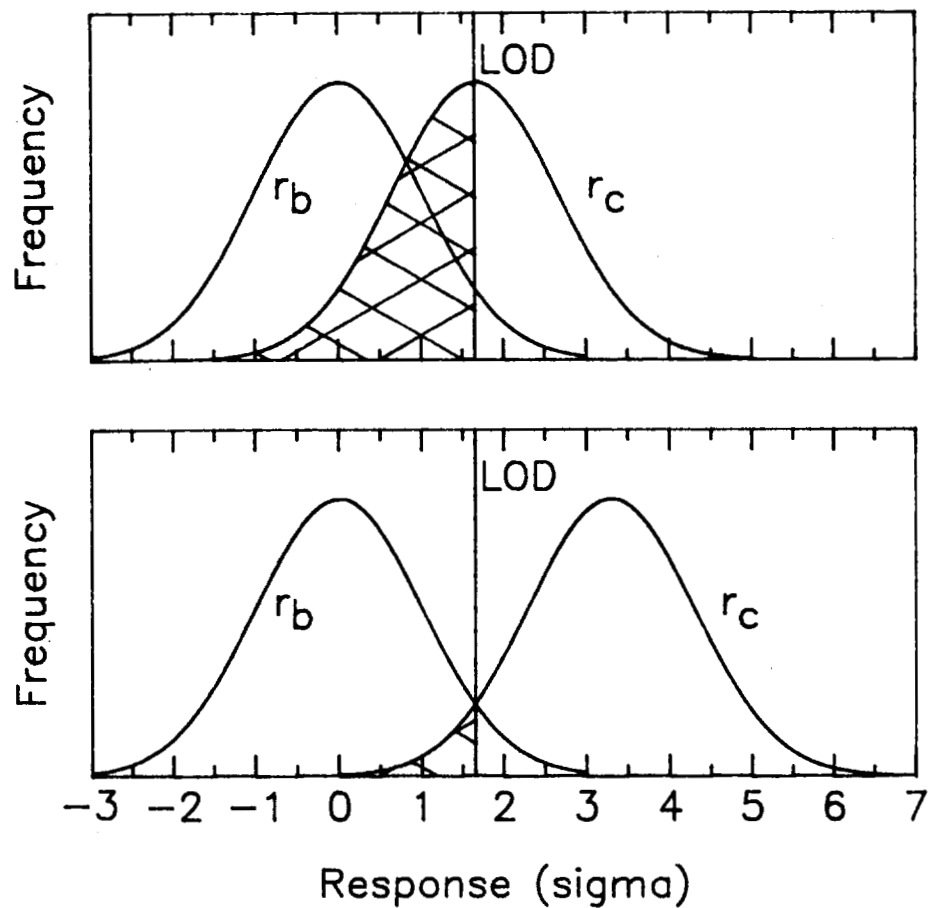 Frequency
LOD
r_b
r_c
Frequency
LOD
r_b
r_c
-3 -2 -1 0 1 2 3 4 5 6 7
Response (sigma)